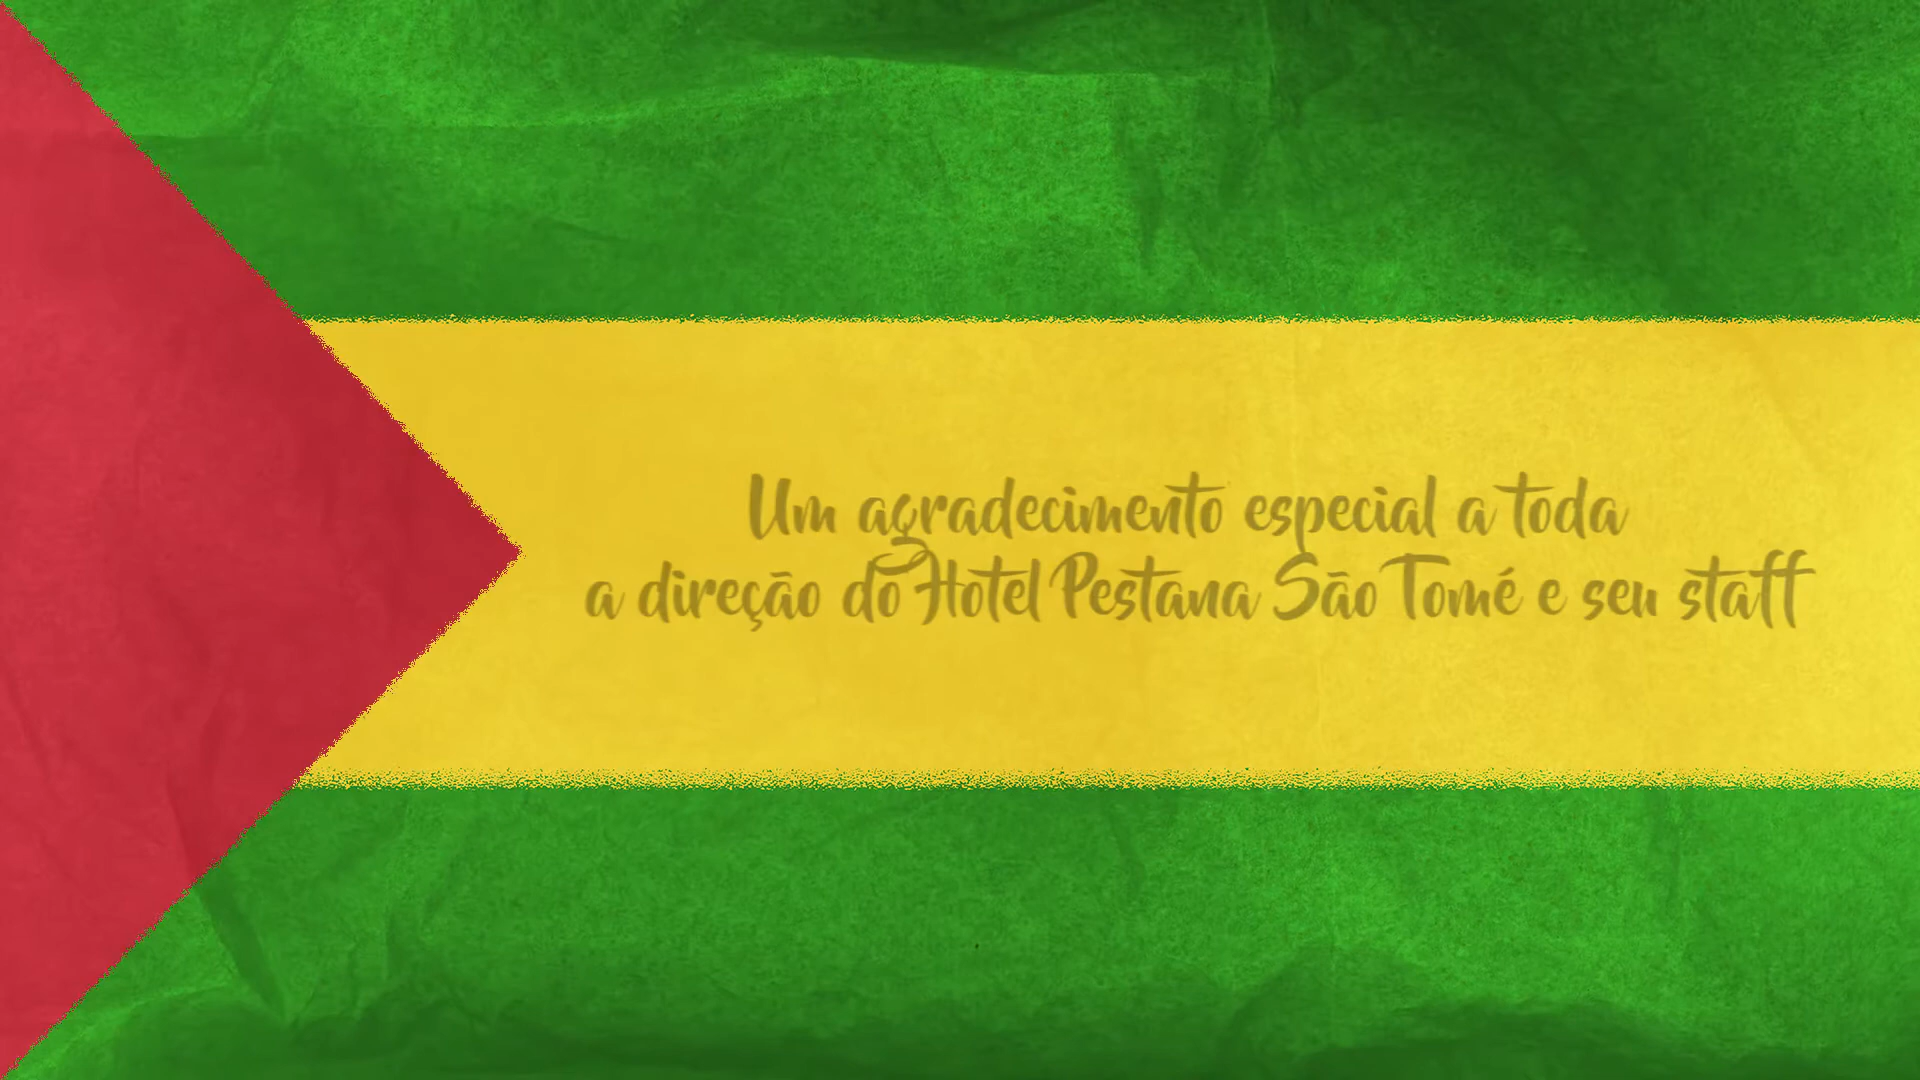 Um agradecimento especial a toda
a direção do Hotel Pestana São Tomé e seu staff